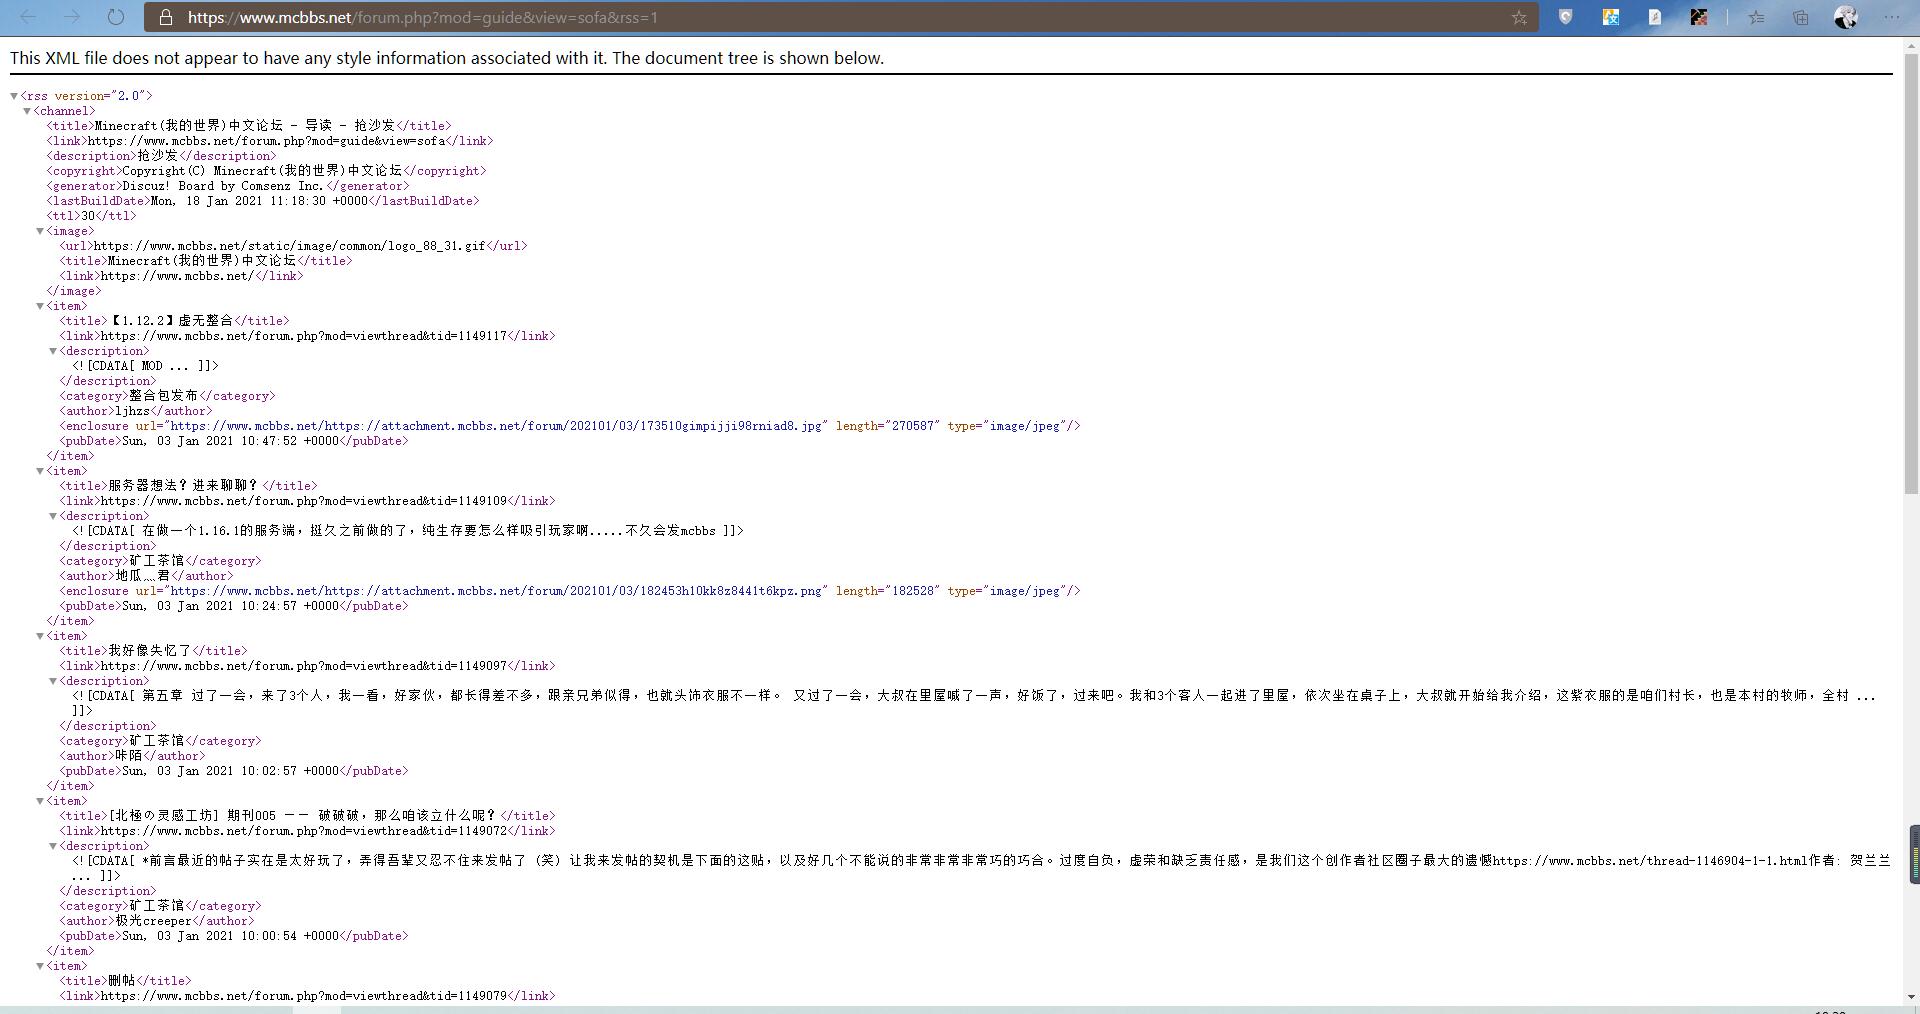 https://www.mcbbs.net/forum.php?mod=guide&view=sofa&rss=1
This XML file does not appear to have any style information associated with it. The document tree is shown below.
▼<rss version="2.0">
▼<channel>
<title>Minecraft(我的世界)中文论坛 - 导读 - 抢沙发</title>
<link>https://www.mcbbs.net/forum.php?mod=guide&view=sofa</link>
<description>抢沙发</description>
<copyright>Copyright(C) Minecraft(我的世界)中文论坛</copyright>
<generator>Discuz! Board by Comsenz Inc.</generator>
<lastBuildDate>Mon, 18 Jan 2021 11:18:30 +0000</lastBuildDate>
<ttl>30</ttl>
▼<image>
<url>https://www.mcbbs.net/static/image/common/logo_88_31.gif</url>
<title>Minecraft(我的世界)中文论坛</title>
<link>https://www.mcbbs.net/</link>
</image>
▼<item>
<title>【1.12.2】虚无整合</title>
<link>https://www.mcbbs.net/forum.php?mod=viewthread&tid=1149117</link>
▼<description>
<![CDATA[ MOD ... ]]>
</description>
<category>整合包发布</category>
<author>ljhzs</author>
<enclosure url="https://www.mcbbs.net/https://attachment.mcbbs.net/forum/202101/03/173510gimpijji98rniad8.jpg" length="270587" type="image/jpeg"/>
<pubDate>Sun, 03 Jan 2021 10:47:52 +0000</pubDate>
</item>
▼<item>
<title>服务器想法？进来聊聊？</title>
<link>https://www.mcbbs.net/forum.php?mod=viewthread&tid=1149109</link>
▼<description>
<![CDATA[ 在做一个1.16.1的服务端，挺久之前做的了，纯生存要怎么样吸引玩家啊.....不久会发mcbbs ]]>
</description>
<category>矿工茶馆</category>
<author>地瓜灬君</author>
<enclosure url="https://www.mcbbs.net/https://attachment.mcbbs.net/forum/202101/03/182453h10kk8z8441t6kpz.png" length="182528" type="image/jpeg"/>
<pubDate>Sun, 03 Jan 2021 10:24:57 +0000</pubDate>
</item>
▼<item>
<title>我好像失忆了</title>
<link>https://www.mcbbs.net/forum.php?mod=viewthread&tid=1149097</link>
▼<description>
<![CDATA[ 第五章 过了一会，来了3个人，我一看，好家伙，都长得差不多，跟亲兄弟似得，也就头饰衣服不一样。 又过了一会，大叔在里屋喊了一声，好饭了，过来吧。我和3个客人一起进了里屋，依次坐在桌子上，大叔就开始给我介绍，这紫衣服的是咱们村长，也是本村的牧师，全村 ...
]]>
</description>
<category>矿工茶馆</category>
<author>咔陌</author>
<pubDate>Sun, 03 Jan 2021 10:02:57 +0000</pubDate>
</item>
▼<item>
<title>[北極の灵感工坊] 期刊005 —— 破破破，那么咱该立什么呢？</title>
<link>https://www.mcbbs.net/forum.php?mod=viewthread&tid=1149072</link>
▼<description>
<![CDATA[ *前言最近的帖子实在是太好玩了，弄得吾辈又忍不住来发帖了（笑）让我来发帖的契机是下面的这贴，以及好几个不能说的非常非常非常巧的巧合。过度自负，虚荣和缺乏责任感，是我们这个创作者社区圈子最大的遗憾https://www.mcbbs.net/thread-1146904-1-1.html作者: 贺兰兰
... ]]>
</description>
<category>矿工茶馆</category>
<author>极光creeper</author>
<pubDate>Sun, 03 Jan 2021 10:00:54 +0000</pubDate>
</item>
▼<item>
<title>删帖</title>
<link>https://www.mcbbs.net/forum.php?mod=viewthread&tid=1149079</link>